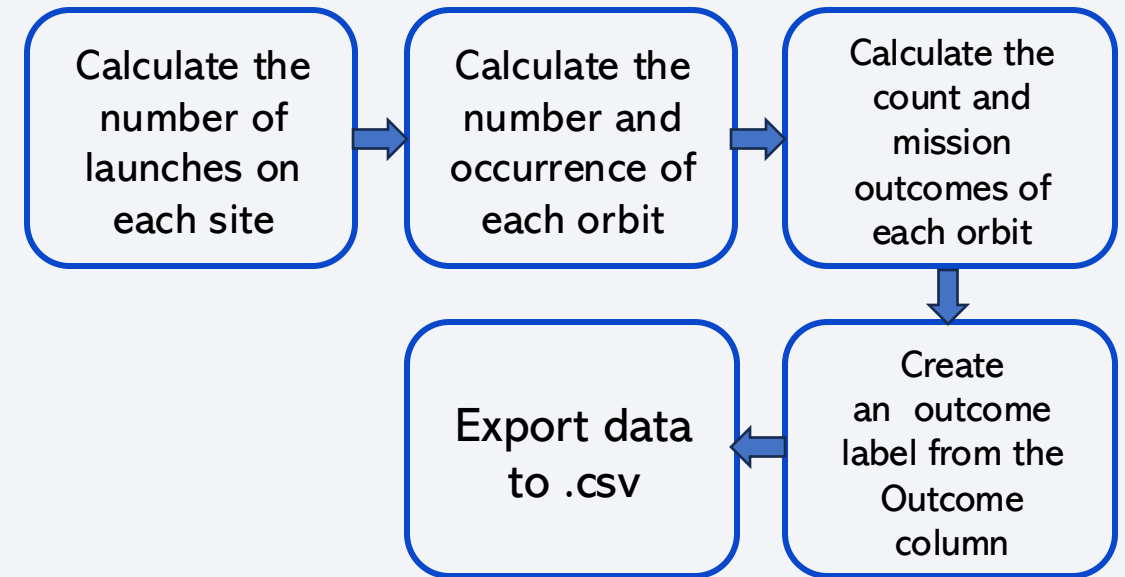 Calculate the
number of
launches on
each site
Calculate the
number and
occurrence of
each orbit
Calculate the
count and
mission
outcomes of
each orbit
Create
an  outcome
label from the
Outcome
column
Export data
to .csv